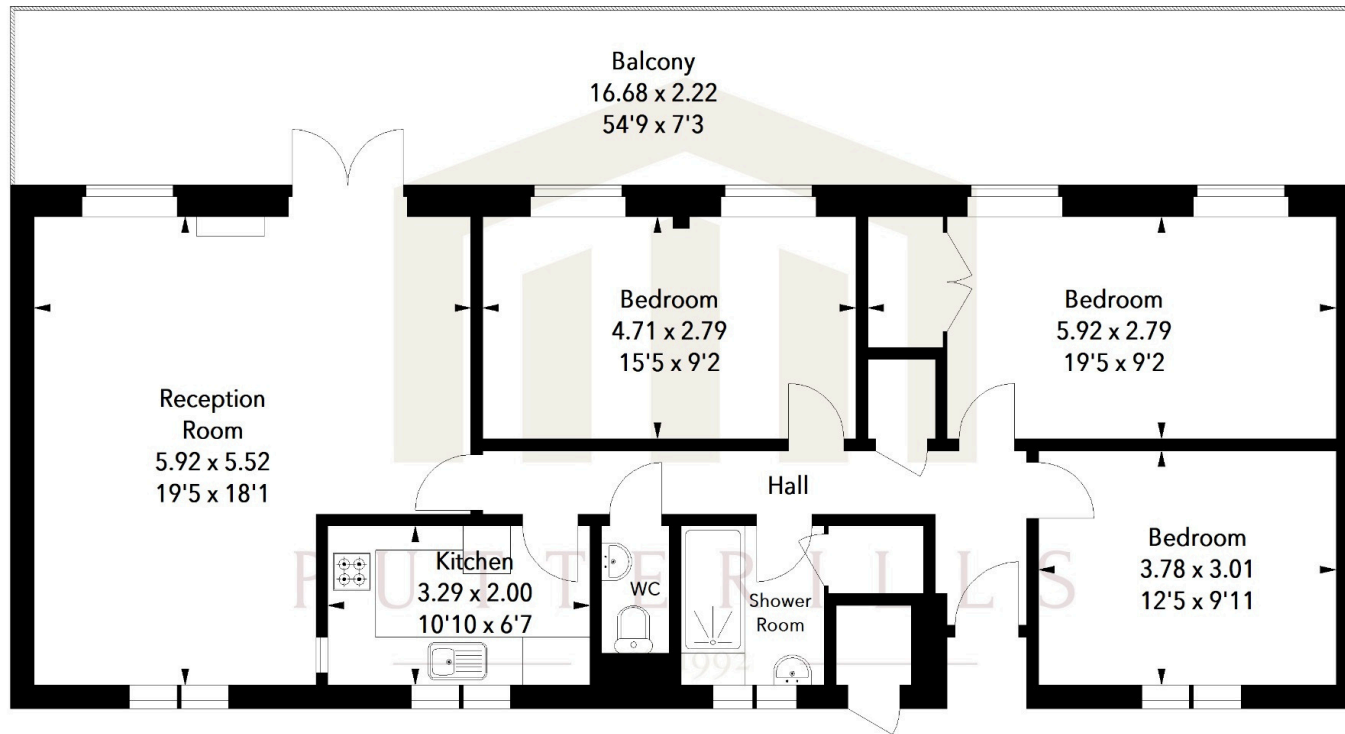 Balcony
16.68 x 2.22
54'9 x 7'3
Bedroom
4.71 x 2.79
15'5 x 9'2
Bedroom
5.92 x 2.79
19'5 x 9'2
Reception
Room
5.92 x 5.52
19'5 x 18'1
Hall
Kitchen
3.29 x 2.00
10'10 x 6'7
WC
Shower
Room
Bedroom
3.78 x 3.01
12'5 x 9'11
PUTTERILLS
1992